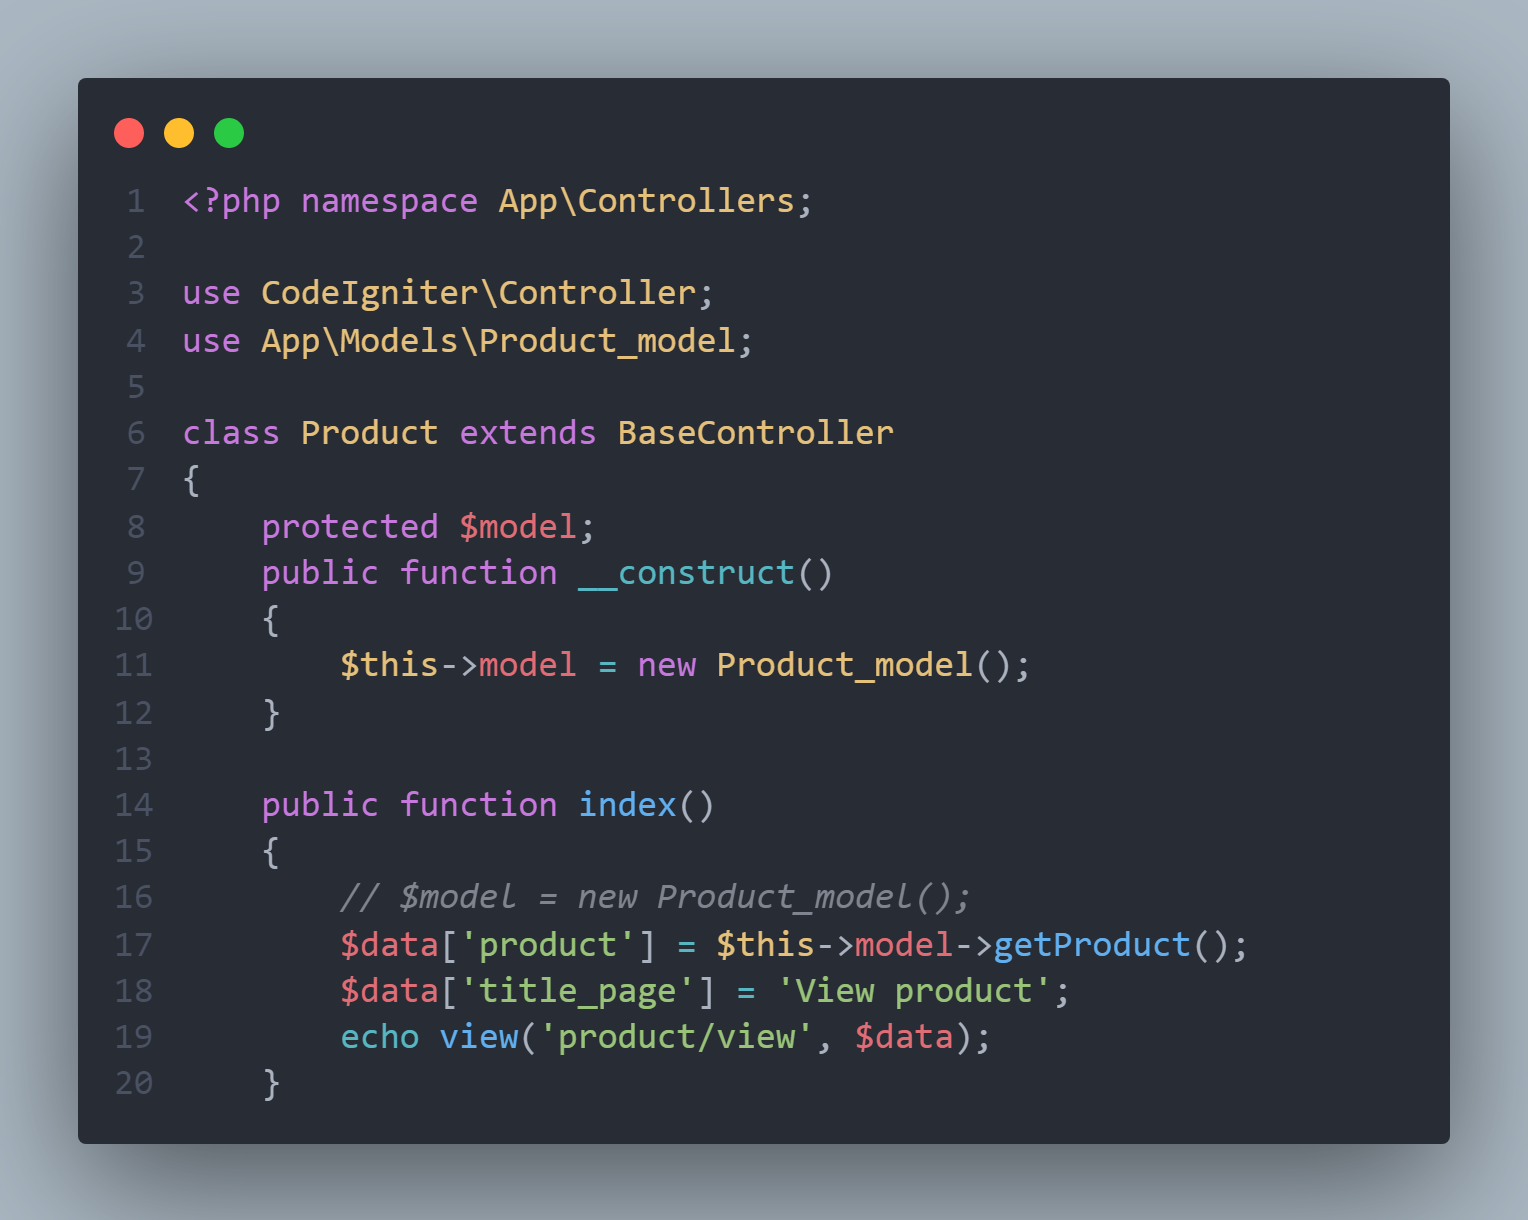 1 <?php namespace App\Controllers;
2
3 use CodeIgniter\Controller;
4 use App\Models\Product_model;
5
6 class Product extends BaseController
7 {
8     protected $model;
9     public function __construct()
10     {
11         $this->model = new Product_model();
12     }
13
14     public function index()
15     {
16         // $model = new Product_model();
17         $data['product'] = $this->model->getProduct();
18         $data['title_page'] = 'View product';
19         echo view('product/view', $data);
20     }